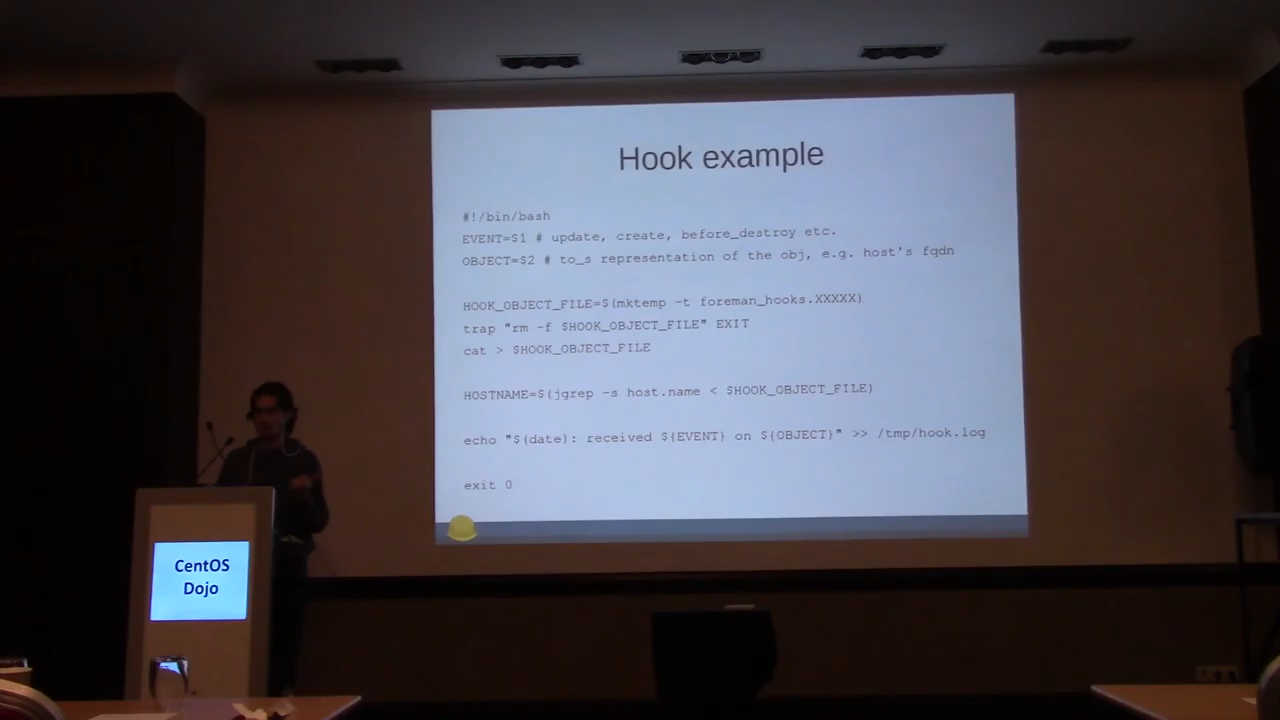 Hook example
#!/bin/bash
EVENT=$1 # update, create, before_destroy etc.
OBJECT=$2 # to_s representation of the obj, e.g. host's fqdn
HOOK_OBJECT_FILE=$(mktemp -t foreman_hooks.XXXXX)
trap "rm -f $HOOK_OBJECT_FILE" EXIT
cat > $HOOK_OBJECT_FILE
HOSTNAME=$(jgrep -s host.name < $HOOK_OBJECT_FILE)
echo "$(date): received ${EVENT} on ${OBJECT}" >> /tmp/hook.log
exit 0
CentOS
Dojo